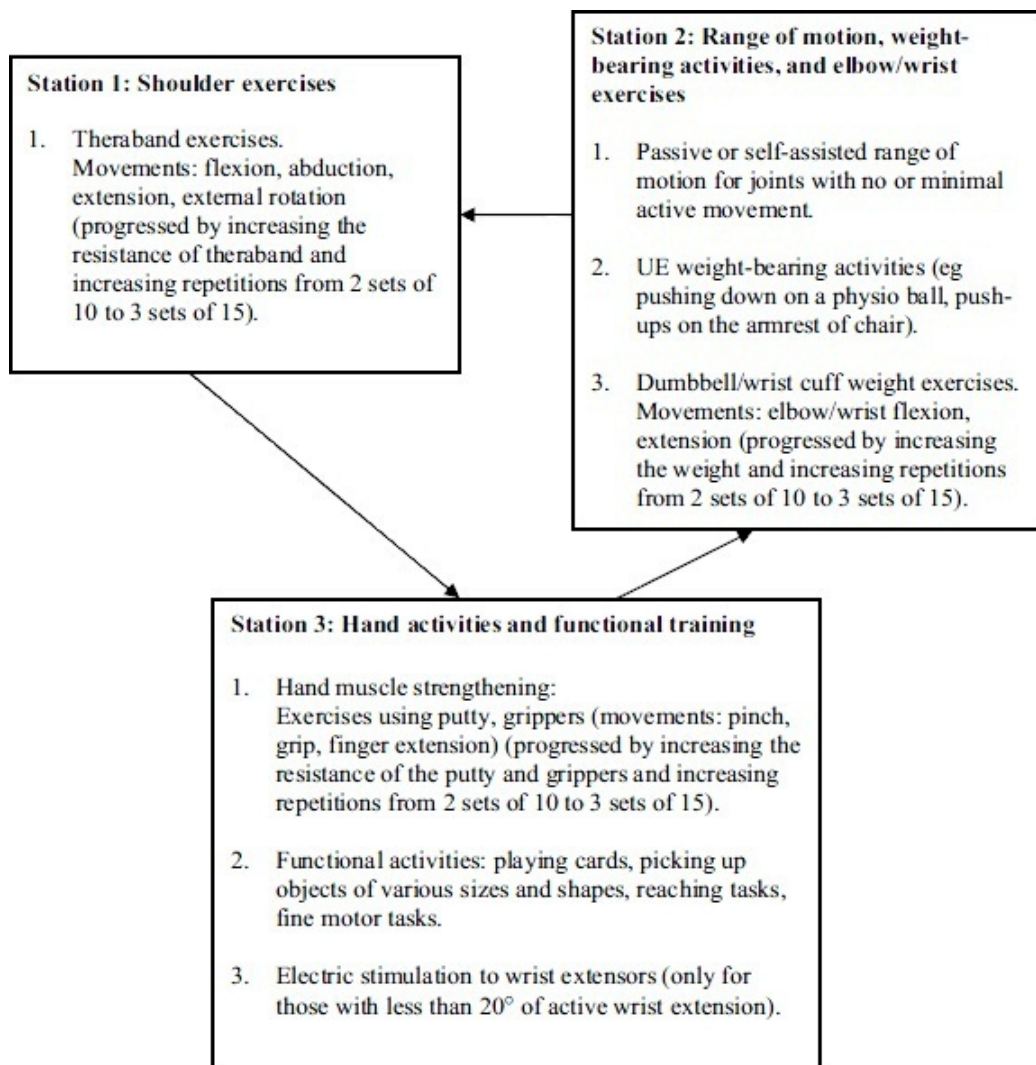 Station 1: Shoulder exercises
1. Theraband exercises.
Movements: flexion, abduction,
extension, external rotation
(progressed by increasing the
resistance of theraband and
increasing repetitions from 2 sets of
10 to 3 sets of 15).
Station 2: Range of motion, weight-
bearing activities, and elbow/wrist
exercises
1. Passive or self-assisted range of
motion for joints with no or minimal
active movement.
2. UE weight-bearing activities (eg
pushing down on a physio ball, push-
ups on the armrest of chair).
3. Dumbbell/wrist cuff weight exercises.
Movements: elbow/wrist flexion,
extension (progressed by increasing
the weight and increasing repetitions
from 2 sets of 10 to 3 sets of 15).
Station 3: Hand activities and functional training
1. Hand muscle strengthening:
Exercises using putty, grippers (movements: pinch,
grip, finger extension) (progressed by increasing the
resistance of the putty and grippers and increasing
repetitions from 2 sets of 10 to 3 sets of 15).
2. Functional activities: playing cards, picking up
objects of various sizes and shapes, reaching tasks,
fine motor tasks.
3. Electric stimulation to wrist extensors (only for
those with less than 20° of active wrist extension).